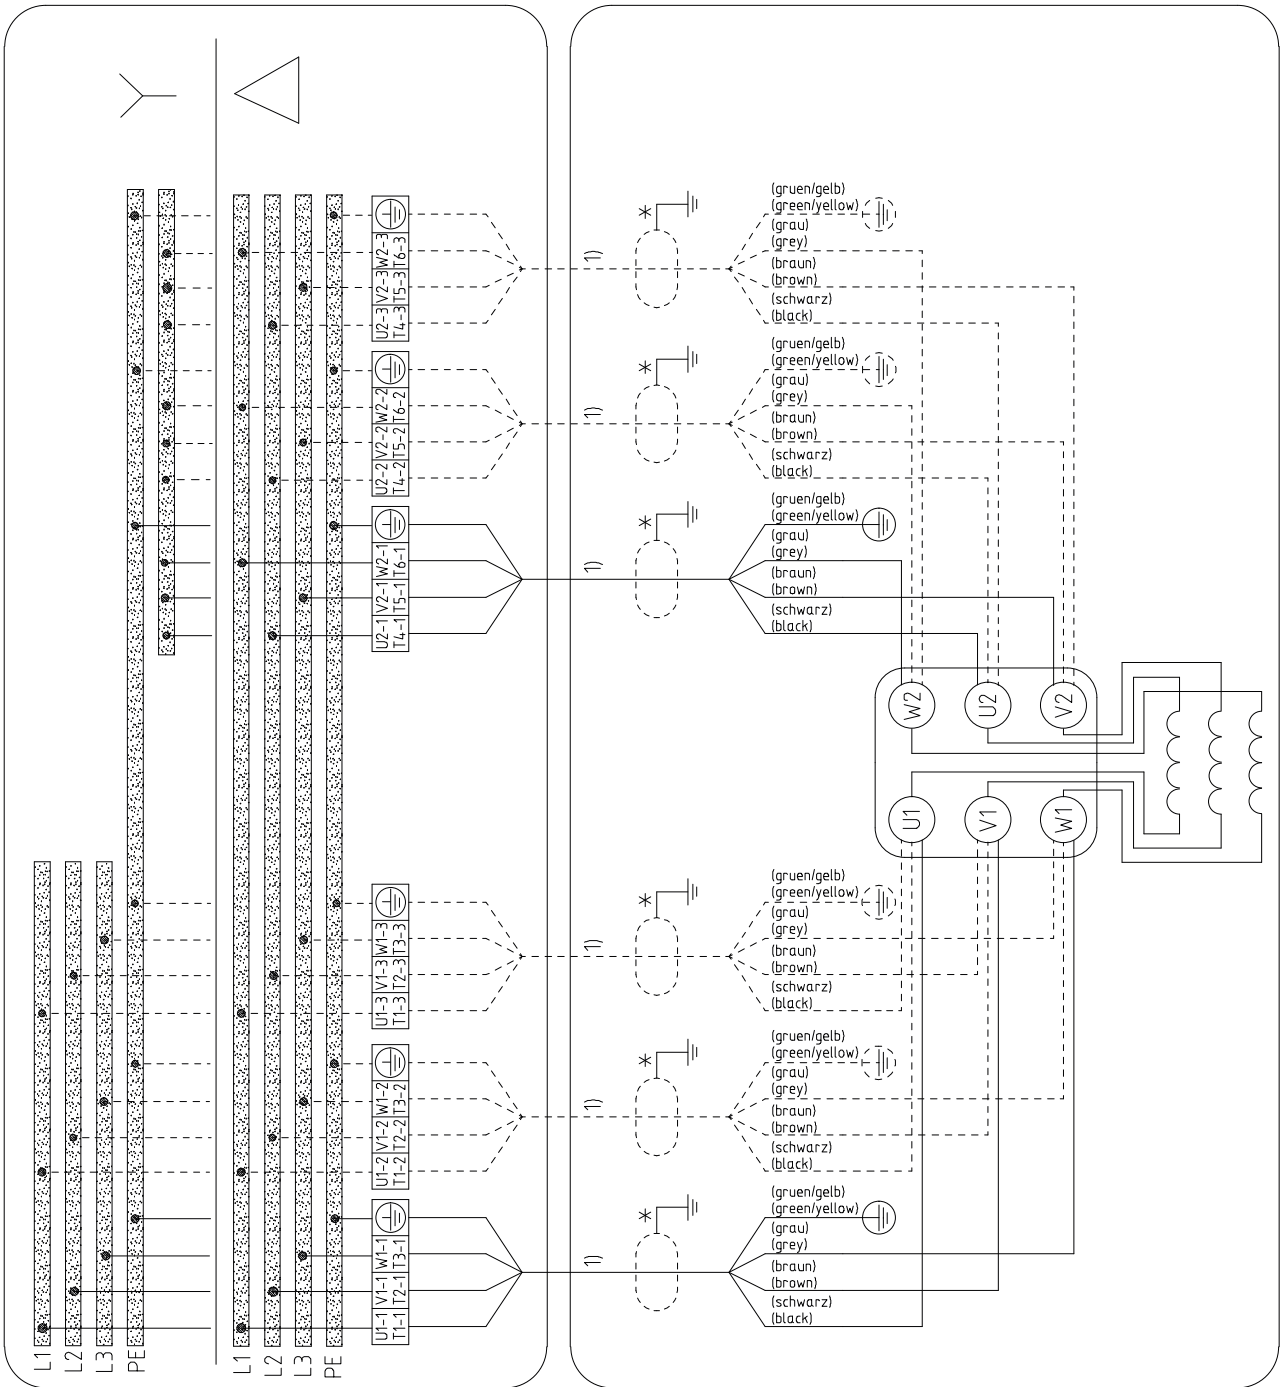 (gruen/gelb)
(green/yellow)
(grau)
(grey)
(braun)
(brown)
(schwarz)
(black)
W2-3
T6-3
V2-3
T5-3
U2-3
T4-3
1)
*
(gruen/gelb)
(green/yellow)
(grau)
(grey)
(braun)
(brown)
(schwarz)
(black)
W2-2
T6-2
V2-2
T5-2
U2-2
T4-2
1)
*
(gruen/gelb)
(green/yellow)
(grau)
(grey)
(braun)
(brown)
(schwarz)
(black)
W2-1
T6-1
V2-1
T5-1
U2-1
T4-1
1)
*
W2
U2
V2
U1
V1
W1
(gruen/gelb)
(green/yellow)
(grau)
(grey)
(braun)
(brown)
(schwarz)
(black)
W1-3
T3-3
V1-3
T2-3
U1-3
T1-3
1)
*
(gruen/gelb)
(green/yellow)
(grau)
(grey)
(braun)
(brown)
(schwarz)
(black)
W1-2
T3-2
V1-2
T2-2
U1-2
T1-2
1)
*
(gruen/gelb)
(green/yellow)
(grau)
(grey)
(braun)
(brown)
(schwarz)
(black)
W1-1
T3-1
V1-1
T2-1
U1-1
T1-1
1)
*
L1
L2
L3
PE
L1
L2
L3
PE